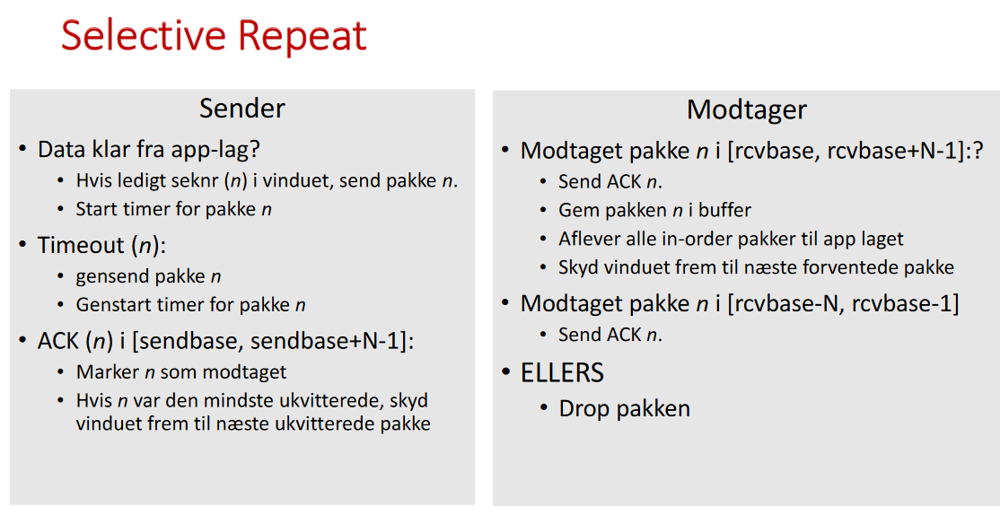 Selective Repeat
Sender
• Data klar fra app-lag?
• Hvis ledigt seknr (n) i vinduet, send pakke n.
• Start timer for pakke n
• Timeout (n):
• gensend pakke n
• Genstart timer for pakke n
• ACK (n) i [sendbase, sendbase+N-1]:
• Marker n som modtaget
• Hvis n var den mindste ukvitterede, skyd
vinduet frem til næste ukvitterede pakke
Modtager
• Modtaget pakke n i [rcvbase, rcvbase+N-1]:?
• Send ACK n.
• Gem pakken n i buffer
• Aflever alle in-order pakker til app laget
• Skyd vinduet frem til næste forventede pakke
• Modtaget pakke n i [rcvbase-N, rcvbase-1]
• Send ACK n.
• ELLERS
• Drop pakken